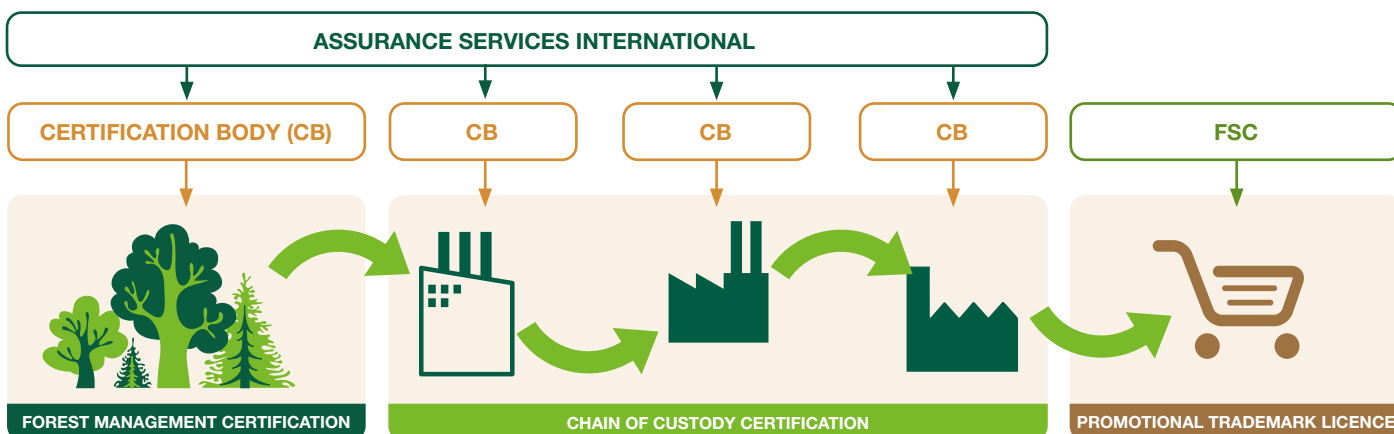 ASSURANCE SERVICES INTERNATIONAL
CERTIFICATION BODY (CB)
CB
CB
CB
FSC
FOREST MANAGEMENT CERTIFICATION
CHAIN OF CUSTODY CERTIFICATION
PROMOTIONAL TRADEMARK LICENCE